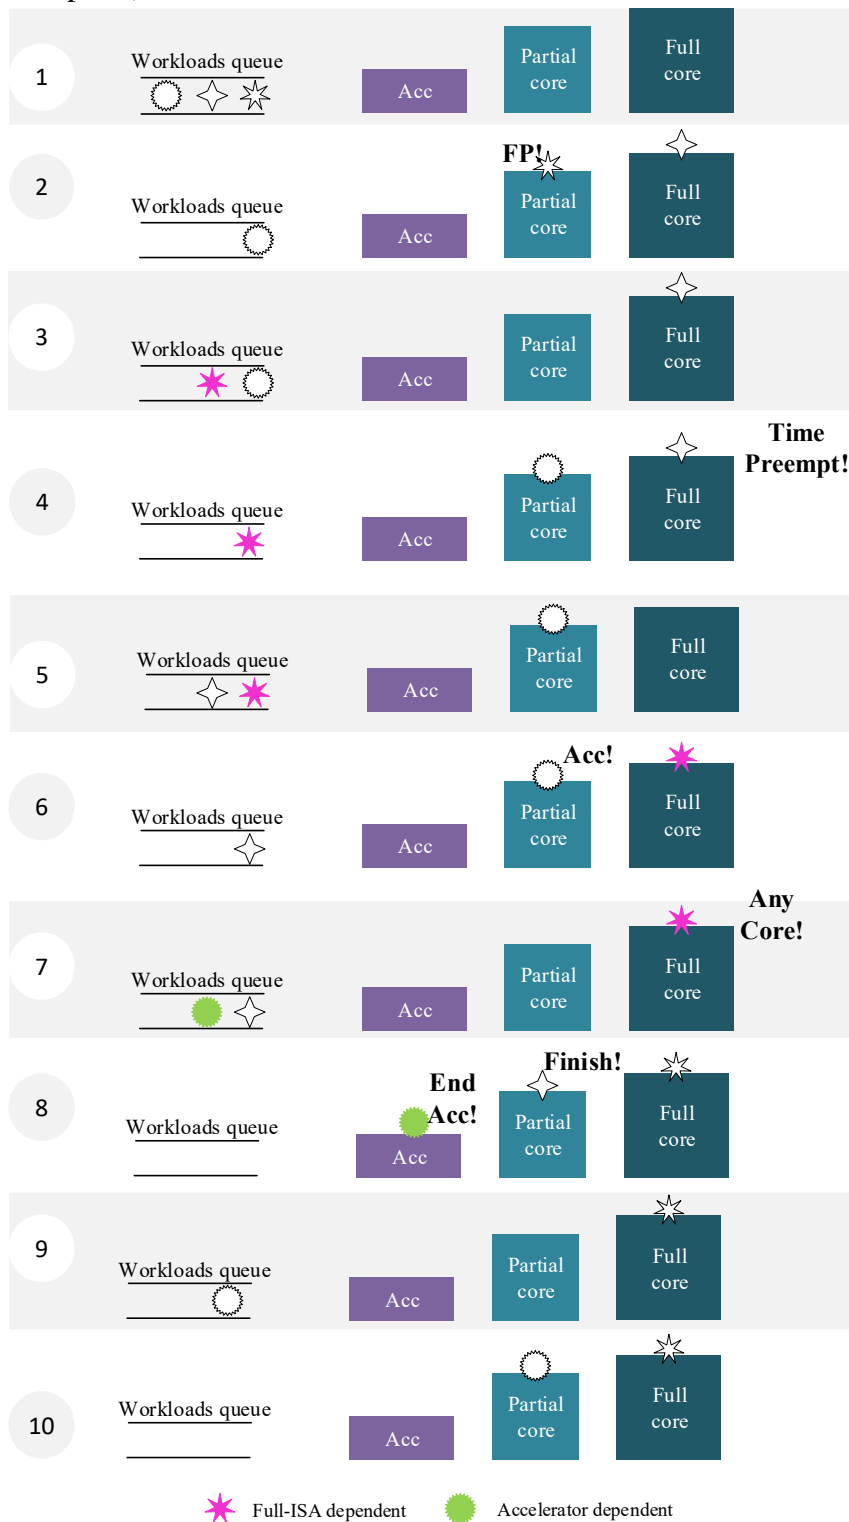 1
Workloads queue
Acc
Partial
core
Full
core
2
FP!
Workloads queue
Acc
Partial
core
Full
core
3
Workloads queue
Acc
Partial
core
Full
core
4
Time
Preempt!
Workloads queue
Acc
Partial
core
Full
core
5
Workloads queue
Acc
Partial
core
Full
core
6
Acc!
Workloads queue
Acc
Partial
core
Full
core
7
Any
Core!
Workloads queue
Acc
Partial
core
Full
core
8
End
Acc!
Finish!
Workloads queue
Acc
Partial
core
Full
core
9
Workloads queue
Acc
Partial
core
Full
core
10
Workloads queue
Acc
Partial
core
Full
core
Full-ISA dependent
Accelerator dependent